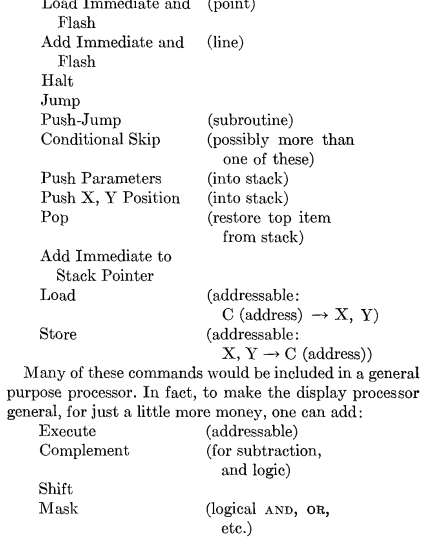 Load Immediate and (point)
Flash
Add Immediate and (line)
Flash
Halt
Jump
Push-Jump (subroutine)
Conditional Skip (possibly more than
one of these)
Push Parameters (into stack)
Push X, Y Position (into stack)
Pop (restore top item
from stack)
Add Immediate to
Stack Pointer
Load (addressable:
C (address) → X, Y)
Store (addressable:
X, Y → C (address))
Many of these commands would be included in a general
purpose processor. In fact, to make the display processor
general, for just a little more money, one can add:
Execute (addressable)
Complement (for subtraction,
and logic)
Shift
Mask (logical AND, OR,
etc.)